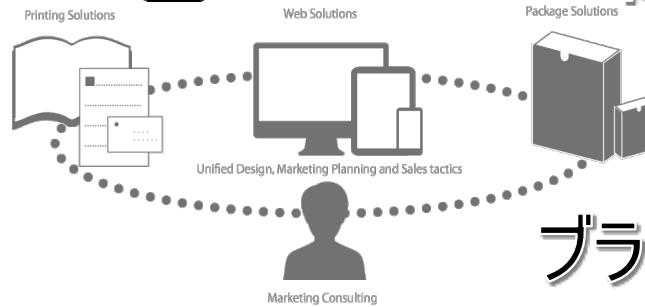 Printing Solutions
Web Solutions
Package Solutions
Unified Design, Marketing Planning and Sales tactics
ブラ
Marketing Consulting